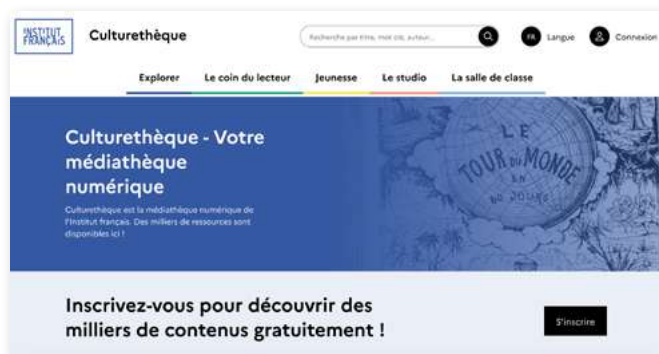 INSTITUT
FRANÇAIS
Culturethèque
Recherche par titre, mot clé, auteur...
FR Langue
Connexion
Explorer Le coin du lecteur Jeunesse Le studio La salle de classe
Culturethèque - Votre
médiathèque
numérique
Culturethèque est la médiathèque numérique de
l'Institut français. Des milliers de ressources sont
disponibles ici !
LE
TOUR DU MONDE
EN
JOURS
Inscrivez-vous pour découvrir des
milliers de contenus gratuitement !
S'inscrire